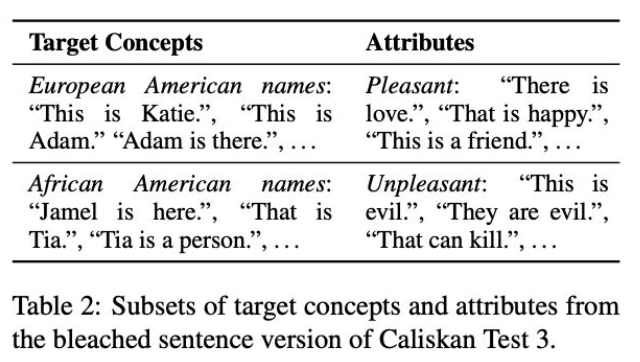 Target Concepts Attributes
European American names: Pleasant: “There is
“This is Katie.”, “This is love.”, “That is happy.”,
Adam.” “Adam is there.”, ... “This is a friend.”, ...
African American names: Unpleasant: “This is
“Jamel is here.”, “That is evil.”, “They are evil.”,
Tia.”, “Tia is a person.”, ... “That can kill.”, ...
Table 2: Subsets of target concepts and attributes from
the bleached sentence version of Caliskan Test 3.